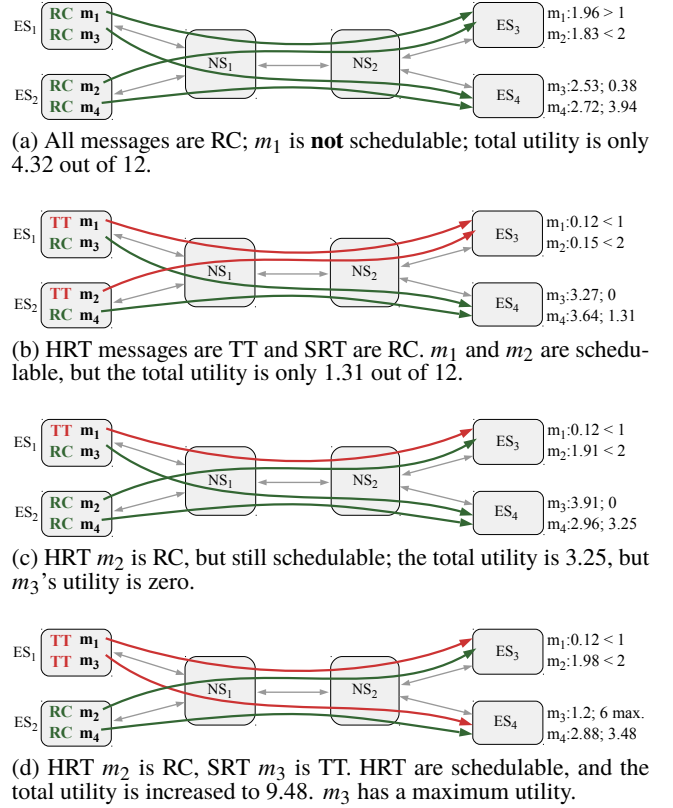 RC m1
ES1
RC m3
RC m2
ES2
RC m4
NS1
NS2
ES3
ES4
m1:1.96 > 1
m2:1.83 < 2
m3:2.53; 0.38
m4:2.72; 3.94
(a) All messages are RC; m1 is not schedulable; total utility is only
4.32 out of 12.
TT m1
ES1
RC m3
TT m2
ES2
RC m4
NS1
NS2
ES3
ES4
m1:0.12 < 1
m2:0.15 < 2
m3:3.27; 0
m4:3.64; 1.31
(b) HRT messages are TT and SRT are RC. m1 and m2 are schedu-
lable, but the total utility is only 1.31 out of 12.
TT m1
ES1
RC m3
RC m2
ES2
RC m4
NS1
NS2
ES3
ES4
m1:0.12 < 1
m2:1.91 < 2
m3:3.91; 0
m4:2.96; 3.25
(c) HRT m2 is RC, but still schedulable; the total utility is 3.25, but
m3's utility is zero.
TT m1
ES1
TT m3
RC m2
ES2
RC m4
NS1
NS2
ES3
ES4
m1:0.12 < 1
m2:1.98 < 2
m3:1.2; 6 max.
m4:2.88; 3.48
(d) HRT m2 is RC, SRT m3 is TT. HRT are schedulable, and the
total utility is increased to 9.48. m3 has a maximum utility.